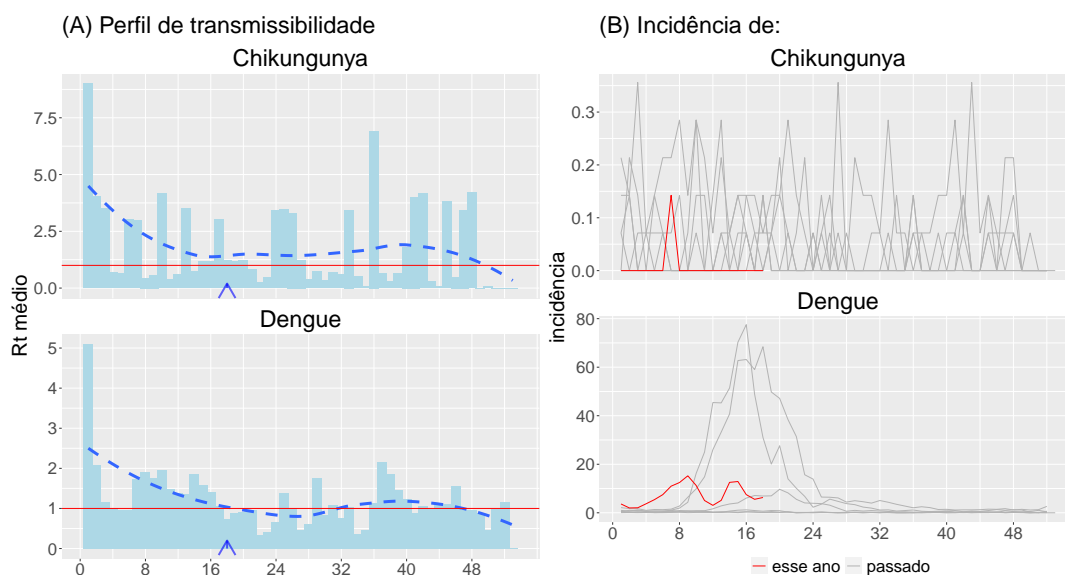 (A) Perfil de transmissibilidade
Chikungunya
7.5
5.0
2.5
0.0
Dengue
5
4
3
2
1
0
0 8 16 24 32 40 48
Rt médio
(B) Incidência de:
Chikungunya
0.3
0.2
0.1
0.0
Dengue
80
60
40
20
0
0 8 16 24 32 40 48
incidência
esse ano passado